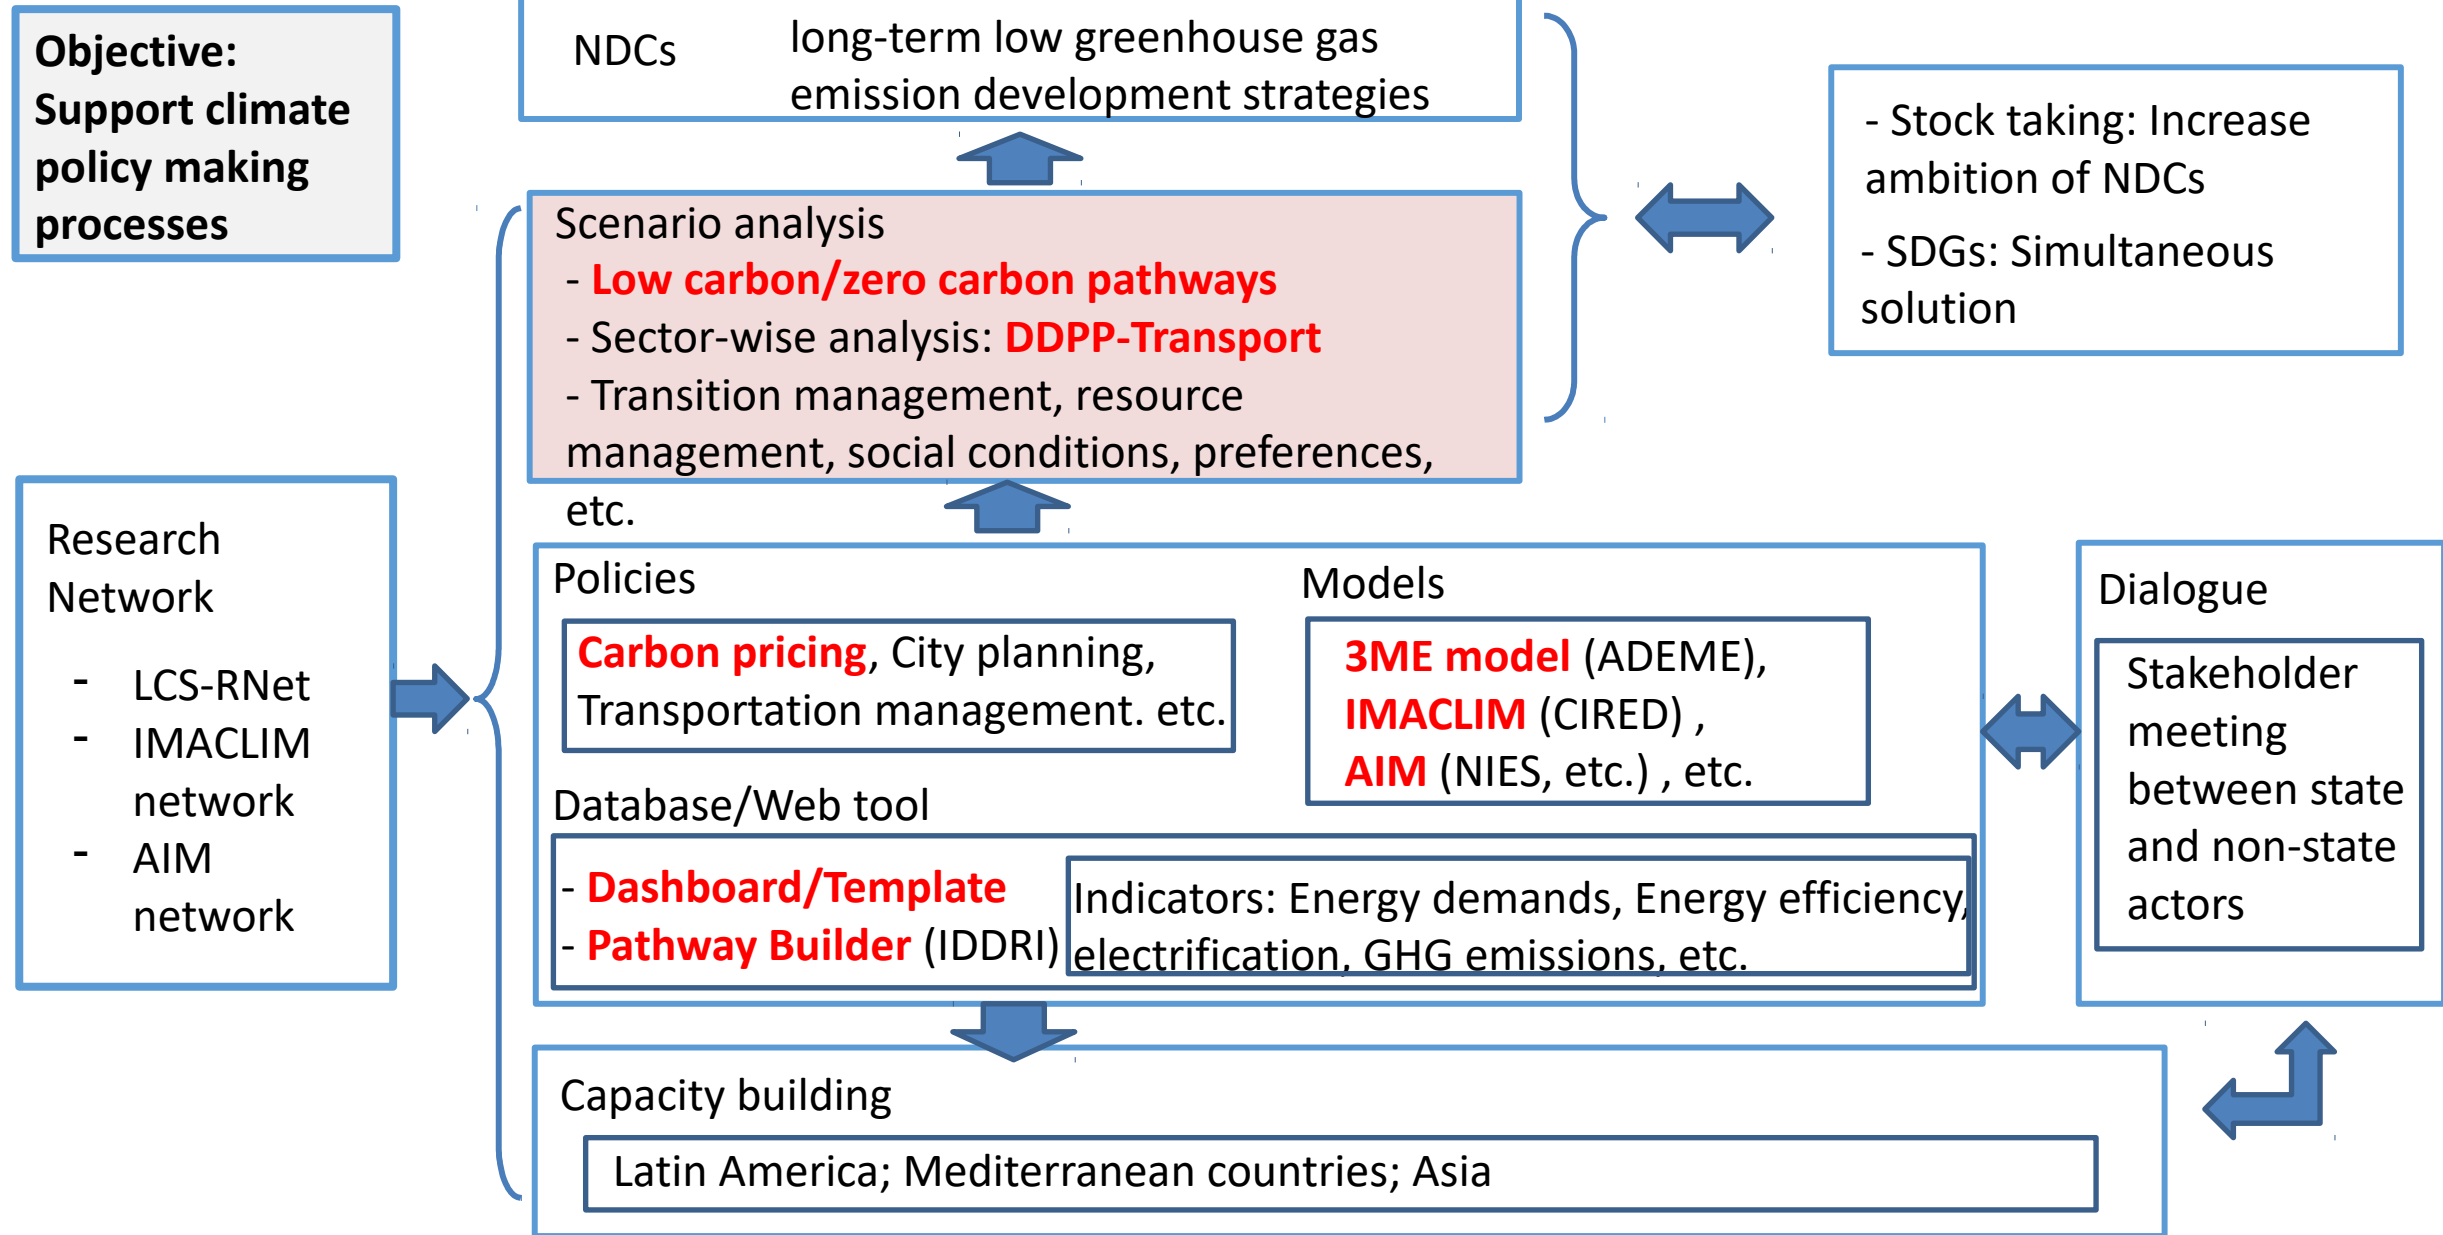 Objective:
Support climate
policy making
processes
NDCs
long-term low greenhouse gas
emission development strategies
- Stock taking: Increase
ambition of NDCs
- SDGs: Simultaneous
solution
Scenario analysis
- Low carbon/zero carbon pathways
- Sector-wise analysis: DDPP-Transport
- Transition management, resource
management, social conditions, preferences,
etc.
Research
Network
- LCS-RNet
- IMACLIM
network
- AIM
network
Policies
Carbon pricing, City planning,
Transportation management. etc.
Models
3ME model (ADEME),
IMACLIM (CIRED) ,
AIM (NIES, etc.) , etc.
Database/Web tool
- Dashboard/Template
- Pathway Builder (IDDRI)
Indicators: Energy demands, Energy efficiency,
electrification, GHG emissions, etc.
Dialogue
Stakeholder
meeting
between state
and non-state
actors
Capacity building
Latin America; Mediterranean countries; Asia